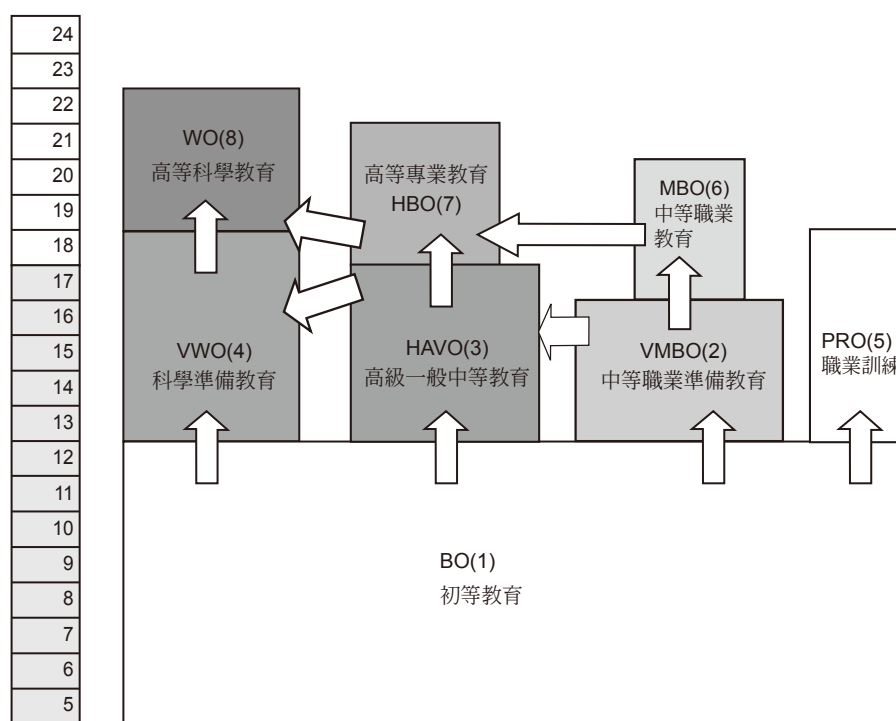 24
23
22
21
20
19
18
17
16
15
14
13
12
11
10
9
8
7
6
5
WO(8)
高等科學教育
高等專業教育
HBO(7)
MBO(6)
中等職業
教育
VWO(4)
科學準備教育
HAVO(3)
高級一般中等教育
VMBO(2)
中等職業準備教育
PRO(5)
職業訓練
BO(1)
初等教育